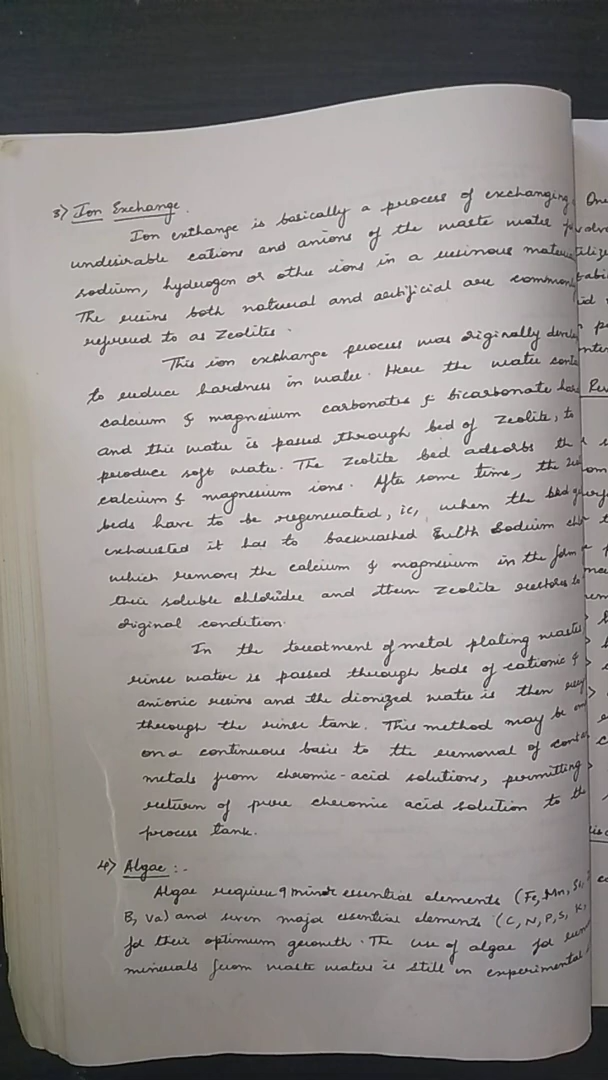 3) Ion Exchange.
Ion exthange is basically a process of exchanging
undesirable cations and anions of the waste water
sodium, hydrogen or other ions in a resinous
The resins both natural and artificial are
refered to as Zeolites.
This ion exchange process was originally
to reduce hardness in water. Here the water
calcium & magnesium carbonates & bicarbonate
and this water is passed through bed of Zeolite, to
produce soft water. The Zeolite bed adsorbs
calcium & magnesium ions. After some time, the
beds have to be regenerated, ie, when the bed
exhausted it has to backwashed with Sodium
which removes the calcium & magnesium in the form
their soluble chlorides and then Zeolite restores to
original condition.
In the treatment of metal plating waste
rinse water is passed through beds of cationic &
anionic resins and the dionized water is then
through the rinse tank. This method may be
on a continuous basis to the removal of
metals from chromic-acid solutions, permitting
return of pure chromic acid solution to the
process tank.
4) Algae :-
Algae require 9 minor essential elements (Fe, Mn,
B, Va) and seven major essential elements (C, N, P, S, K,
for their optimum growth. The use of algae for
minerals from waste waters is still in experimental